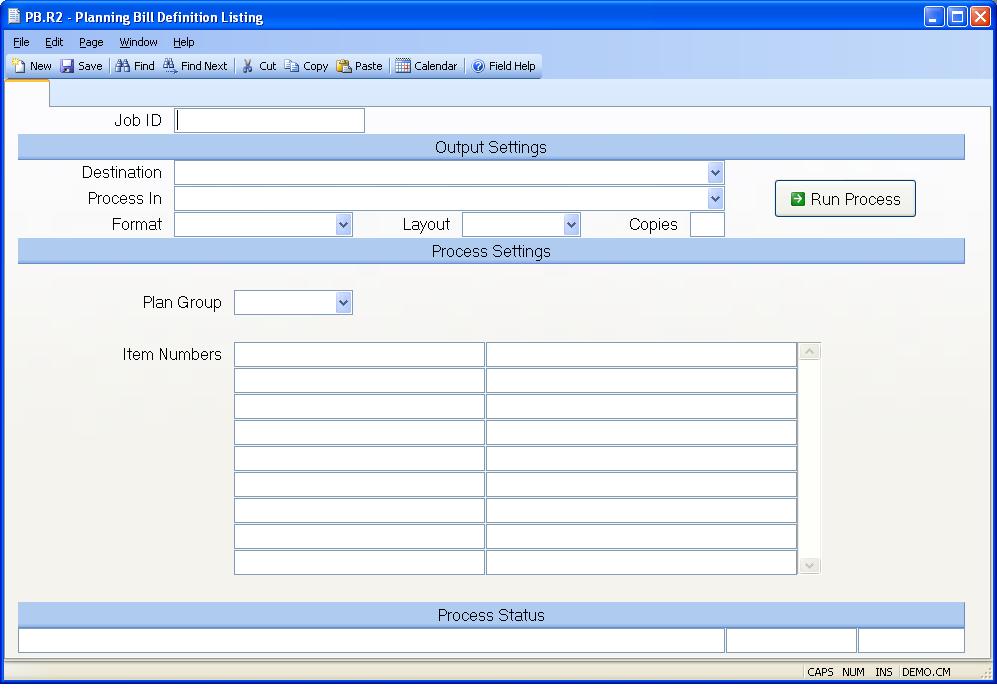 PB.R2 - Planning Bill Definition Listing
File Edit Page Window Help
New Save Find Find Next Cut Copy Paste Calendar Field Help
Job ID
Output Settings
Destination
Process In
Run Process
Format Layout Copies
Process Settings
Plan Group
Item Numbers
Process Status
CAPS NUM INS DEMO.CM